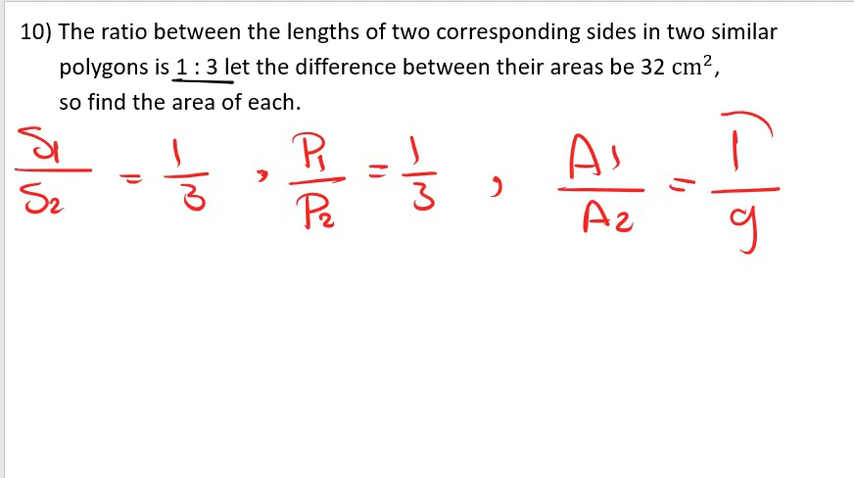 10) The ratio between the lengths of two corresponding sides in two similar
polygons is 1 : 3 let the difference between their areas be 32 cm²,
so find the area of each.
S1/S2 = 1/3 , P1/P2 = 1/3 , A1/A2 = 1/9